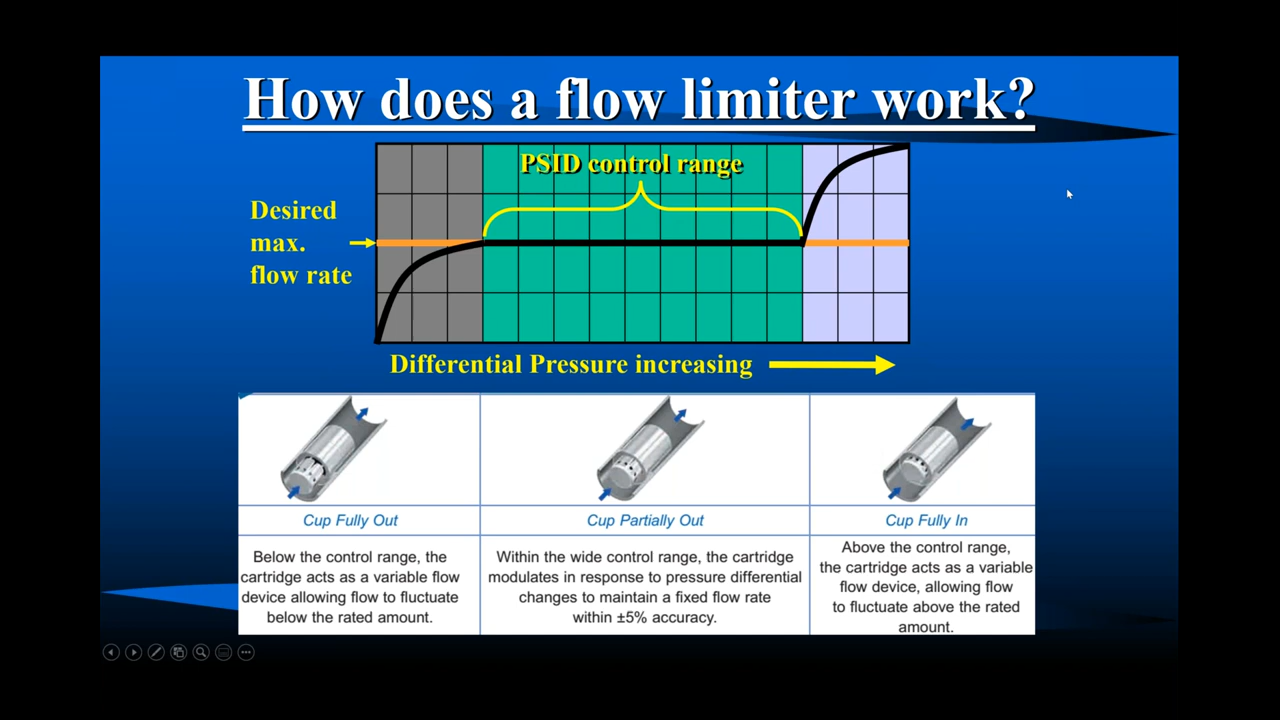 How does a flow limiter work?
PSID control range
Desired
max.
flow rate
Differential Pressure increasing
Cup Fully Out
Cup Partially Out
Cup Fully In
Below the control range, the
cartridge acts as a variable flow
device allowing flow to fluctuate
below the rated amount.
Within the wide control range, the cartridge
modulates in response to pressure differential
changes to maintain a fixed flow rate
within ±5% accuracy.
Above the control range,
the cartridge acts as a variable
flow device, allowing flow
to fluctuate above the rated
amount.